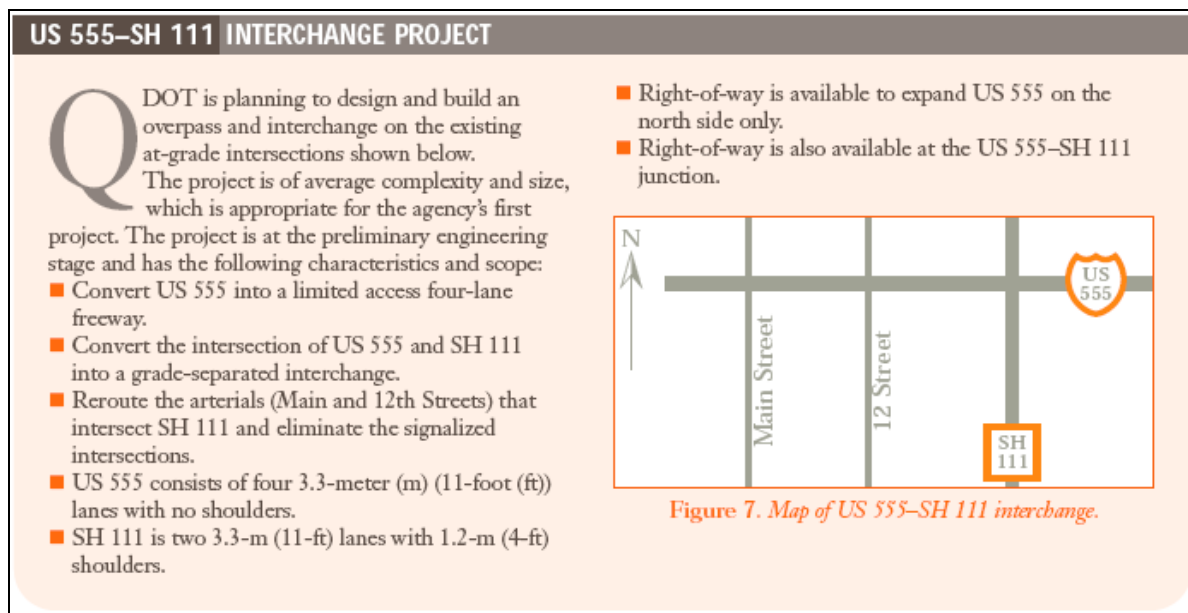 US 555–SH 111 INTERCHANGE PROJECT
QDOT is planning to design and build an
overpass and interchange on the existing
at-grade intersections shown below.
The project is of average complexity and size,
which is appropriate for the agency's first
project. The project is at the preliminary engineering
stage and has the following characteristics and scope:
■ Convert US 555 into a limited access four-lane
freeway.
■ Convert the intersection of US 555 and SH 111
into a grade-separated interchange.
■ Reroute the arterials (Main and 12th Streets) that
intersect SH 111 and eliminate the signalized
intersections.
■ US 555 consists of four 3.3-meter (m) (11-foot (ft))
lanes with no shoulders.
■ SH 111 is two 3.3-m (11-ft) lanes with 1.2-m (4-ft)
shoulders.
■ Right-of-way is available to expand US 555 on the
north side only.
■ Right-of-way is also available at the US 555–SH 111
junction.
N
US
555
Main Street
12 Street
SH
111
Figure 7. Map of US 555–SH 111 interchange.